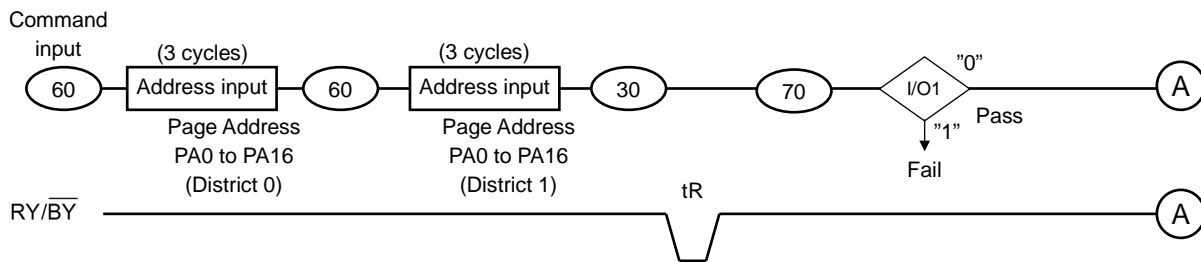 Command
input
(3 cycles)
(3 cycles)
"0"
60
Address input
60
Address input
30
70
I/O1
A
Page Address
PA0 to PA16
(District 0)
Page Address
PA0 to PA16
(District 1)
"1"
Pass
Fail
tR
RY/BY
A